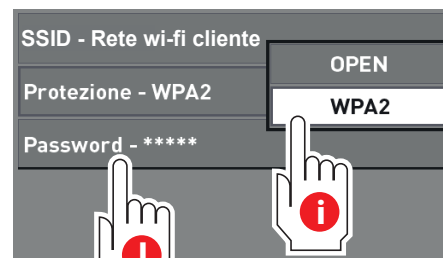 SSID - Rete wi-fi cliente
OPEN
Protezione - WPA2
WPA2
Password - *****
i